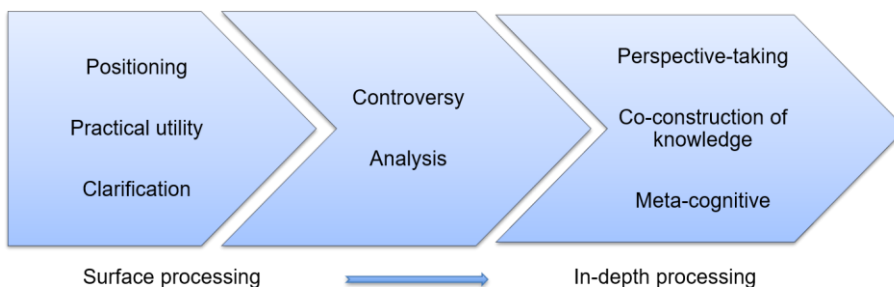 Positioning
Practical utility
Clarification
Controversy
Analysis
Perspective-taking
Co-construction of
knowledge
Meta-cognitive
Surface processing
In-depth processing